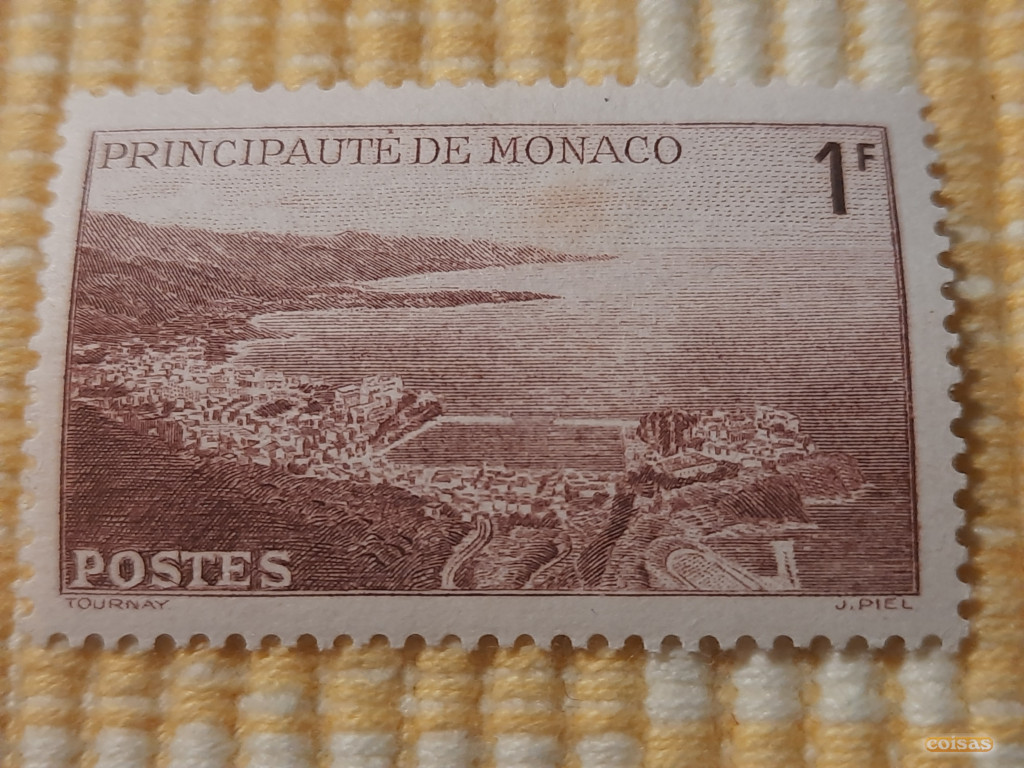 PRINCIPAUTÉ DE MONACO
1F
POSTES
TOURNAY
J. PIEL
coisas